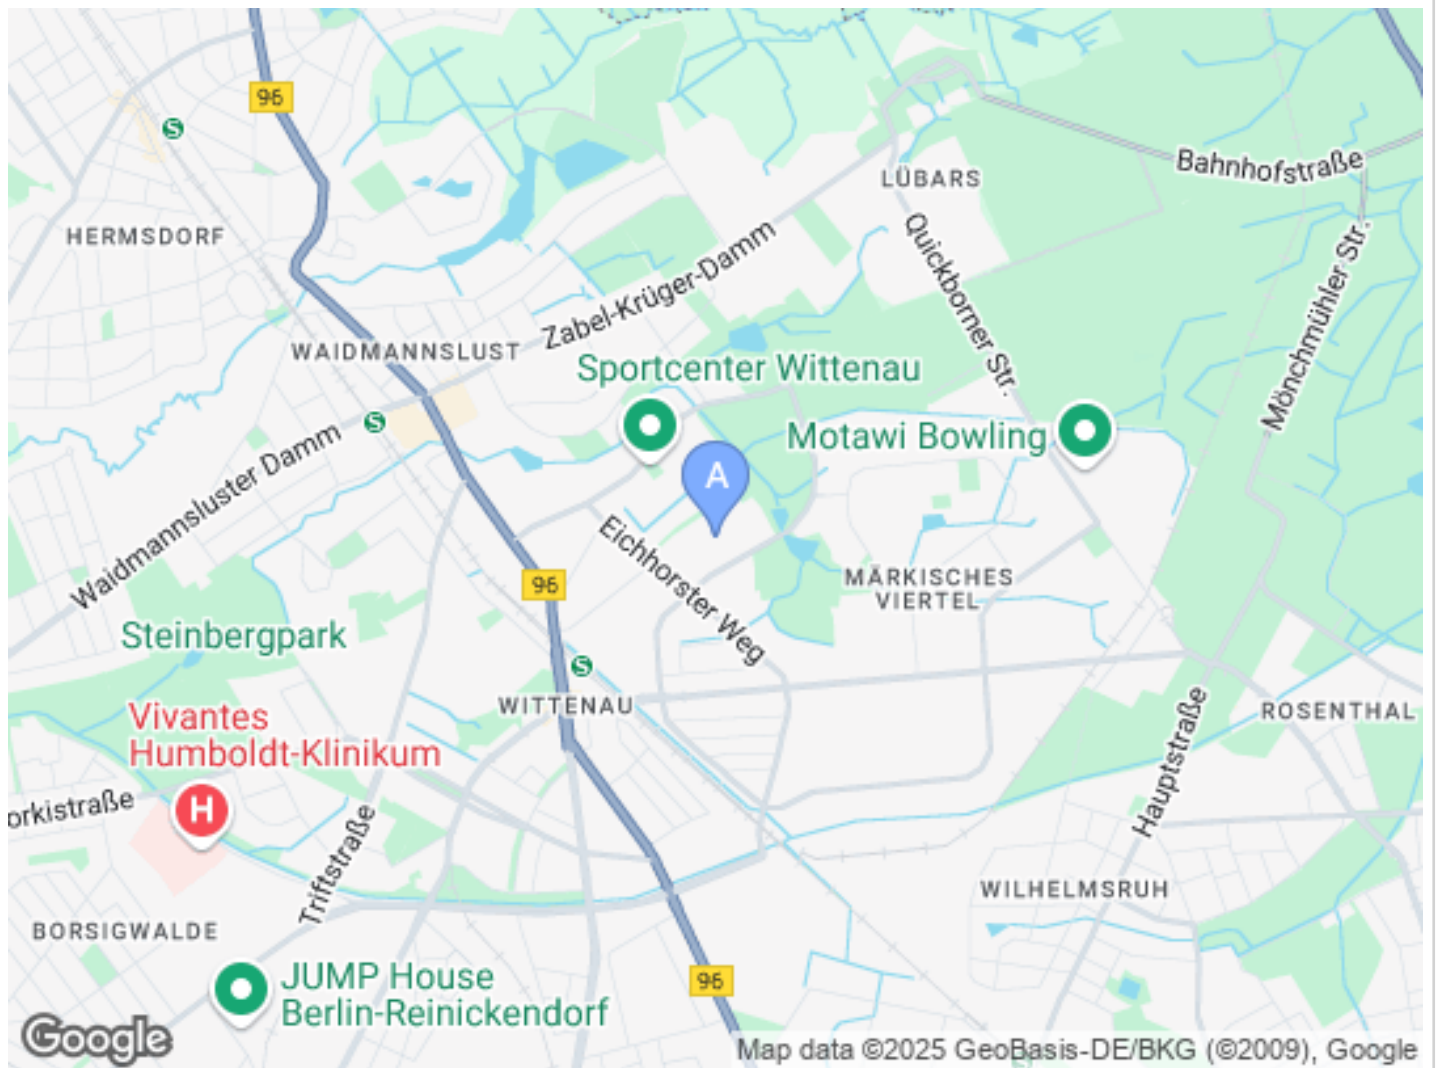 96
S
LÜBARS
Bahnhofstraße
HERMSDORF
Quickborner Str.
Mönchmühler Str.
Zabel-Krüger-Damm
WAIDMANNSLUST
Sportcenter Wittenau
S
Motawi Bowling
Waidmannsluster Damm
A
Eichhorster Weg
96
MÄRKISCHES
VIERTEL
Steinbergpark
S
WITTENAU
ROSENTHAL
Vivantes
Humboldt-Klinikum
Hauptstraße
orkistraße
H
Triftstraße
WILHELMSRUH
BORSIGWALDE
JUMP House
Berlin-Reinickendorf
96
Google
Map data ©2025 GeoBasis-DE/BKG (©2009), Google